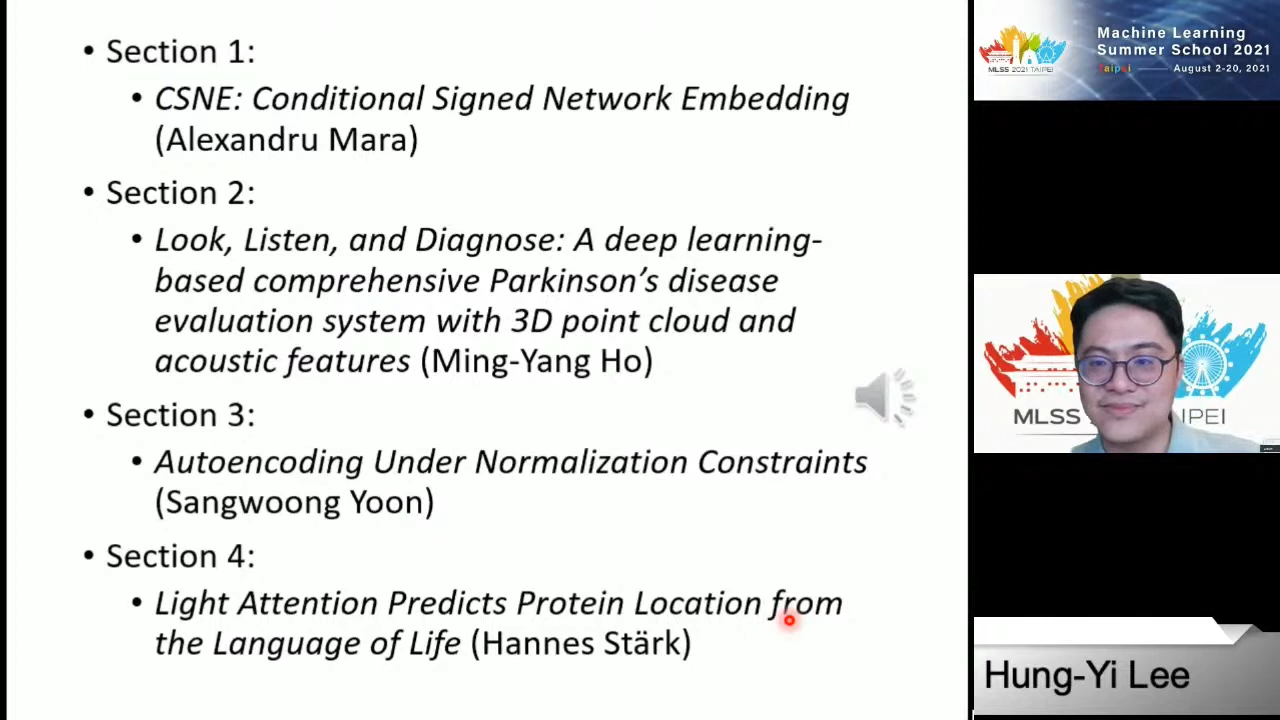 • Section 1:
• CSNE: Conditional Signed Network Embedding
(Alexandru Mara)
• Section 2:
• Look, Listen, and Diagnose: A deep learning-
based comprehensive Parkinson’s disease
evaluation system with 3D point cloud and
acoustic features (Ming-Yang Ho)
• Section 3:
• Autoencoding Under Normalization Constraints
(Sangwoong Yoon)
• Section 4:
• Light Attention Predicts Protein Location from
the Language of Life (Hannes Stärk)
Machine Learning
Summer School 2021
Taipei
August 2-20, 2021
MLSS 2021 TAIPEI
MLSS
IPEI
Hung-Yi Lee